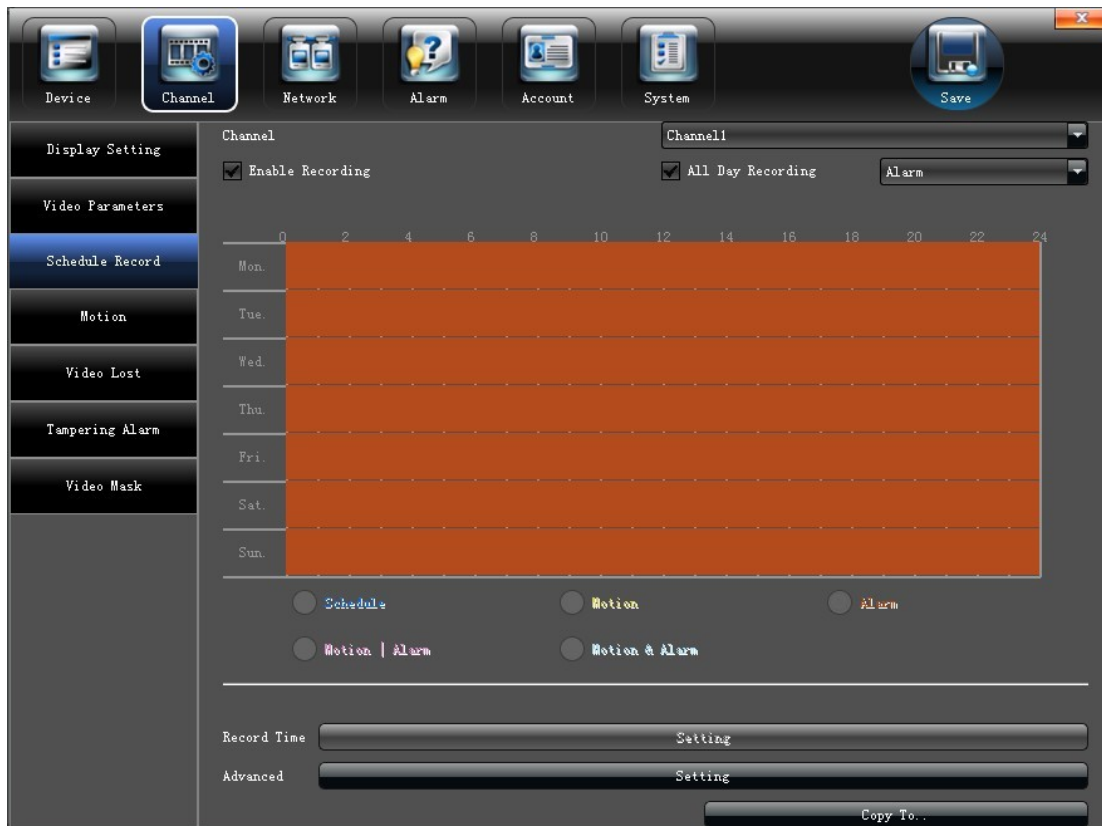 Device
Channel
Network
Alarm
Account
System
Save
x
Display Setting
Video Parameters
Schedule Record
Motion
Video Lost
Tampering Alarm
Video Mask
Channel
Channel1
Enable Recording
All Day Recording
Alarm
0 2 4 6 8 10 12 14 16 18 20 22 24
Mon.
Tue.
Wed.
Thu.
Fri.
Sat.
Sun.
Schedule
Motion
Alarm
Motion | Alarm
Motion & Alarm
Record Time
Setting
Advanced
Setting
Copy To..